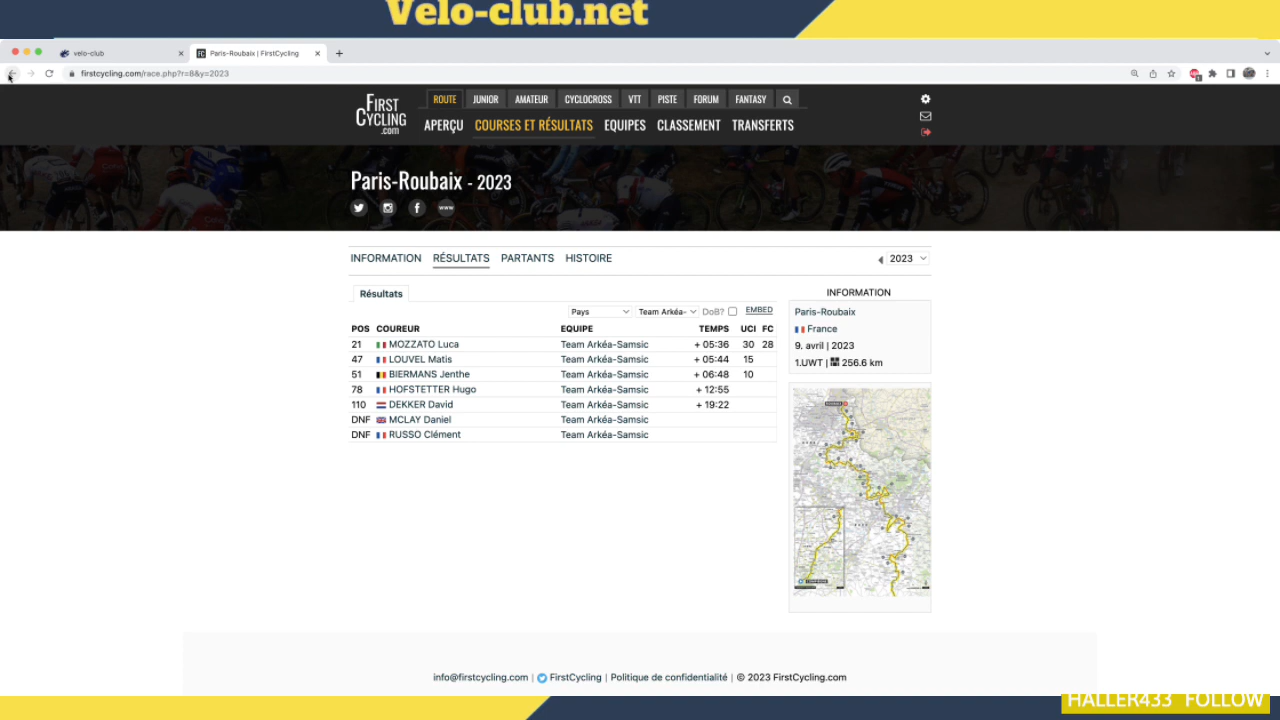 Velo-club.net
velo-club
Paris-Roubaix | FirstCycling
firstcycling.com/race.php?r=8&y=2023
FIRST CYCLING .com
ROUTE JUNIOR AMATEUR CYCLOCROSS VTT PISTE FORUM FANTASY
APERÇU COURSES ET RÉSULTATS EQUIPES CLASSEMENT TRANSFERTS
Paris-Roubaix - 2023
www
INFORMATION RÉSULTATS PARTANTS HISTOIRE 2023
Résultats
Pays Team Arkéa- DoB? EMBED
POS COUREUR EQUIPE TEMPS UCI FC
21 MOZZATO Luca Team Arkéa-Samsic + 05:36 30 28
47 LOUVEL Matis Team Arkéa-Samsic + 05:44 15
51 BIERMANS Jenthe Team Arkéa-Samsic + 06:48 10
78 HOFSTETTER Hugo Team Arkéa-Samsic + 12:55
110 DEKKER David Team Arkéa-Samsic + 19:22
DNF MCLAY Daniel Team Arkéa-Samsic
DNF RUSSO Clément Team Arkéa-Samsic
INFORMATION
Paris-Roubaix
France
9. avril | 2023
1.UWT | 256.6 km
info@firstcycling.com | FirstCycling | Politique de confidentialité | © 2023 FirstCycling.com
HALLER433 FOLLOW